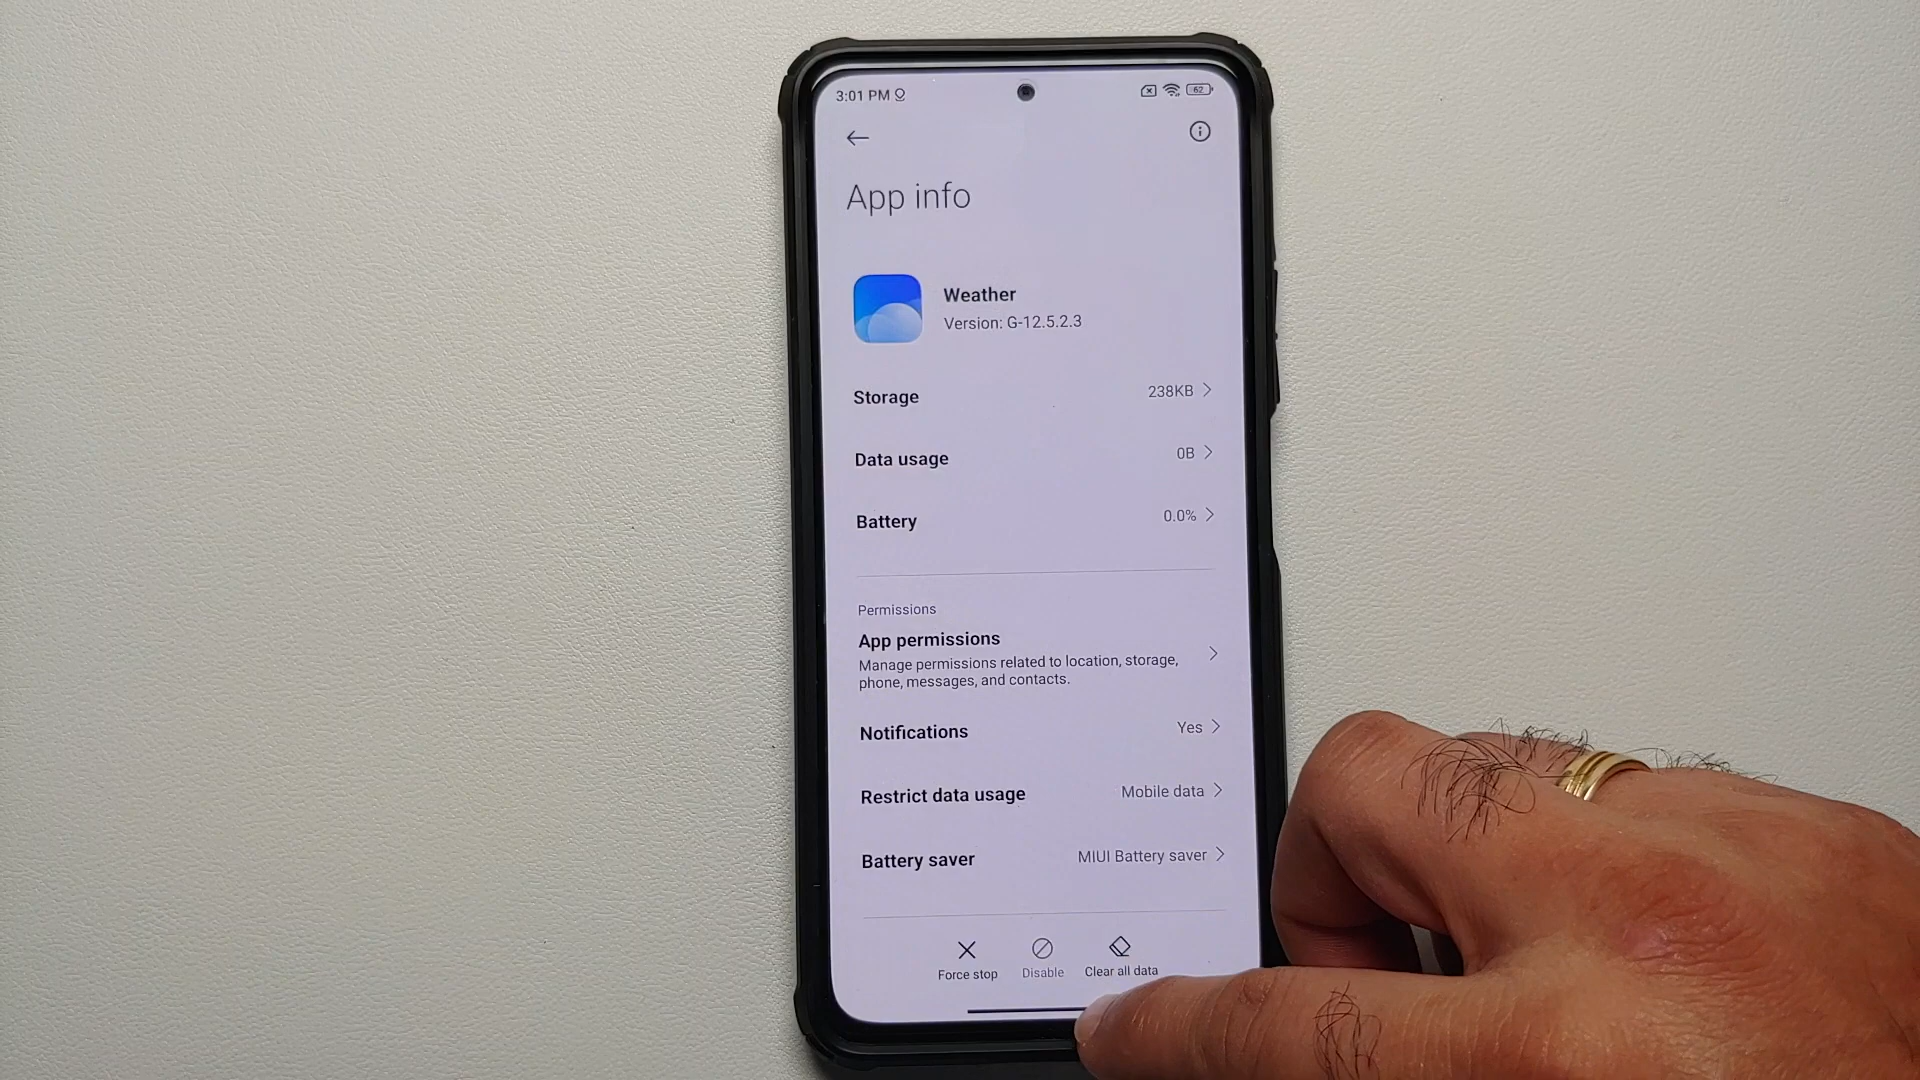 3:01 PM
62
App info
Weather
Version: G-12.5.2.3
Storage 238KB
Data usage 0B
Battery 0.0%
Permissions
App permissions
Manage permissions related to location, storage,
phone, messages, and contacts.
Notifications Yes
Restrict data usage Mobile data
Battery saver MIUI Battery saver
Force stop Disable Clear all data